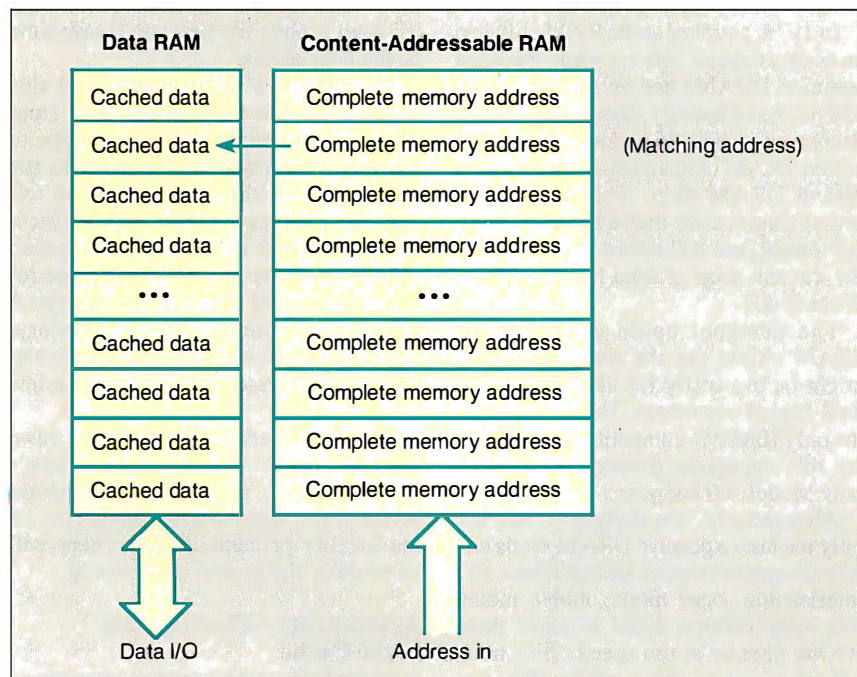 Data RAM Content-Addressable RAM
Cached data Complete memory address
Cached data Complete memory address (Matching address)
Cached data Complete memory address
Cached data Complete memory address
... ...
Cached data Complete memory address
Cached data Complete memory address
Cached data Complete memory address
Cached data Complete memory address
Data I/O Address in